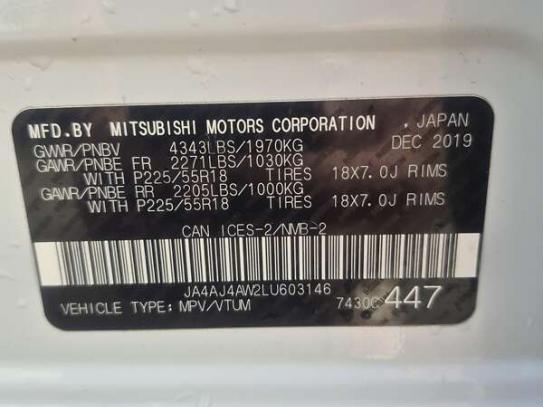 MFD.BY MITSUBISHI MOTORS CORPORATION . JAPAN
GVWR/PNBV 4343LBS/1970KG DEC 2019
GAWR/PNBE FR 2271LBS/1030KG
WITH P225/55R18 TIRES 18X7.0J RIMS
GAWR/PNBE RR 2205LBS/1000KG
WITH P225/55R18 TIRES 18X7.0J RIMS
CAN ICES-2/NMB-2
JA4AJ4AW2LU603146
VEHICLE TYPE: MPV/VTUM 7430C 447